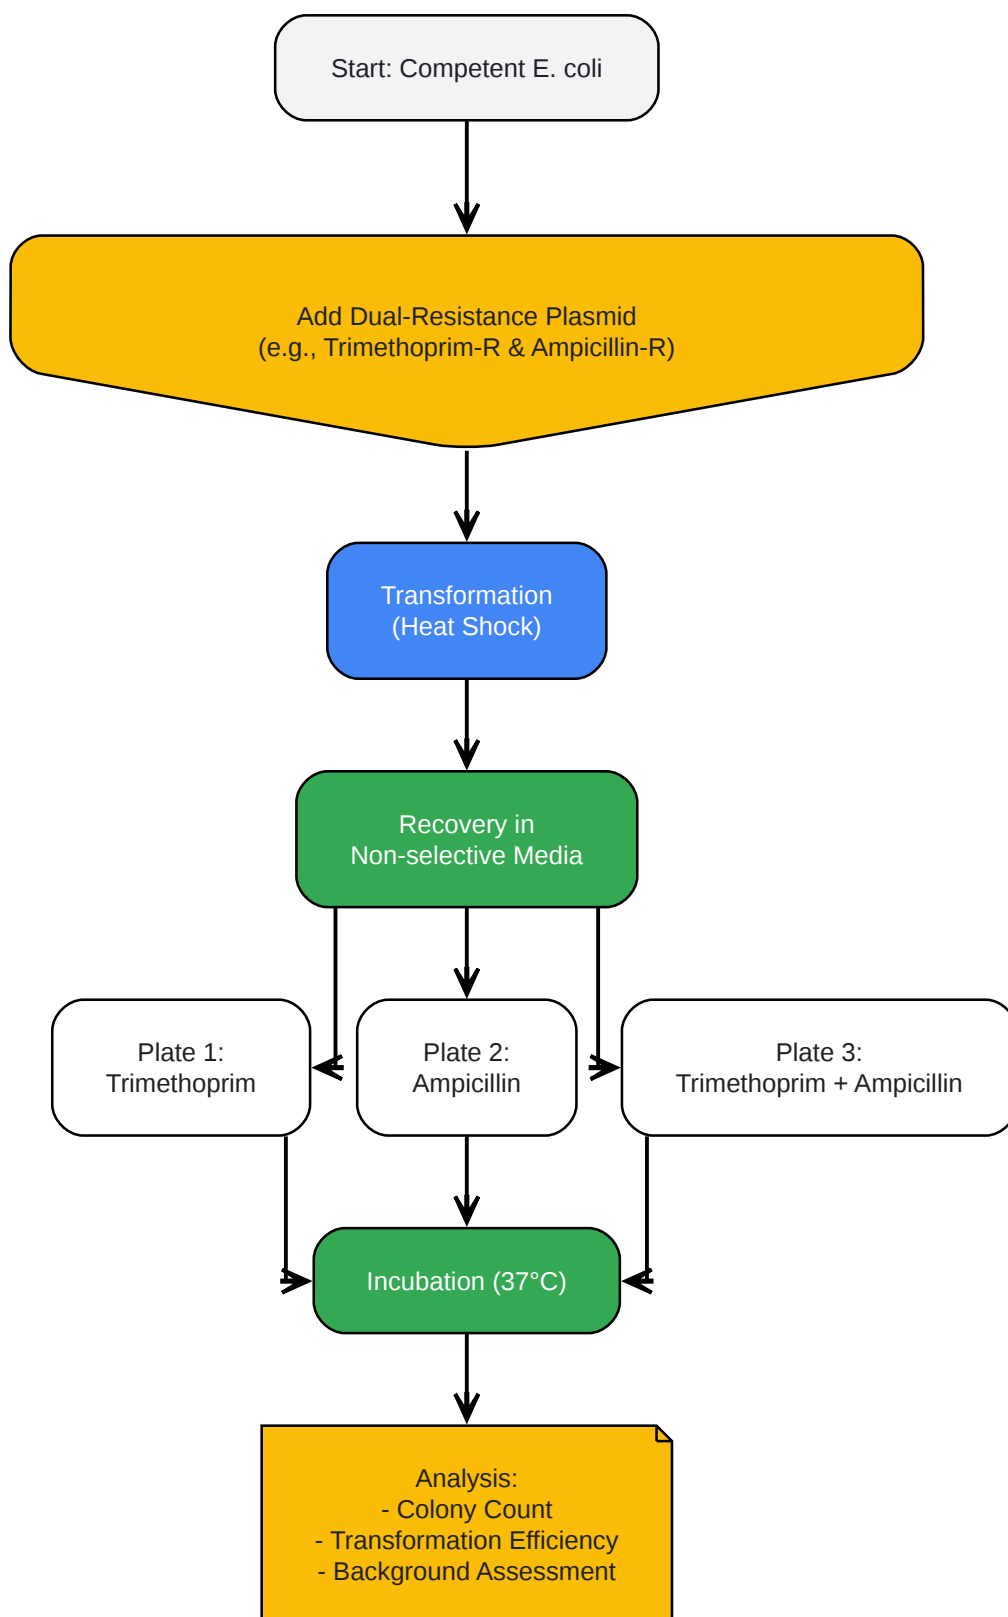 Start: Competent E. coli
Add Dual-Resistance Plasmid
(e.g., Trimethoprim-R & Ampicillin-R)
Transformation
(Heat Shock)
Recovery in
Non-selective Media
Plate 1:
Trimethoprim
Plate 2:
Ampicillin
Plate 3:
Trimethoprim + Ampicillin
Incubation (37°C)
Analysis:
- Colony Count
- Transformation Efficiency
- Background Assessment